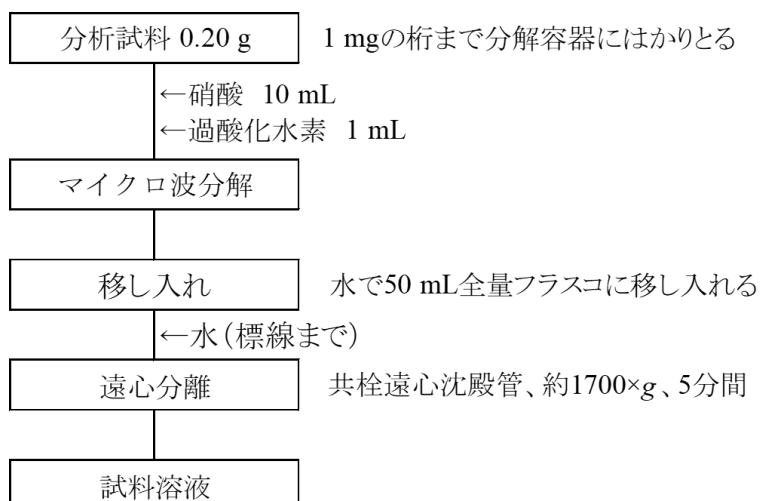 分析試料 0.20 g 1 mgの桁まで分解容器にはかりとる
←硝酸 10 mL
←過酸化水素 1 mL
マイクロ波分解
移し入れ 水で50 mL全量フラスコに移し入れる
←水(標線まで)
遠心分離 共栓遠心沈殿管、約1700×g、5分間
試料溶液